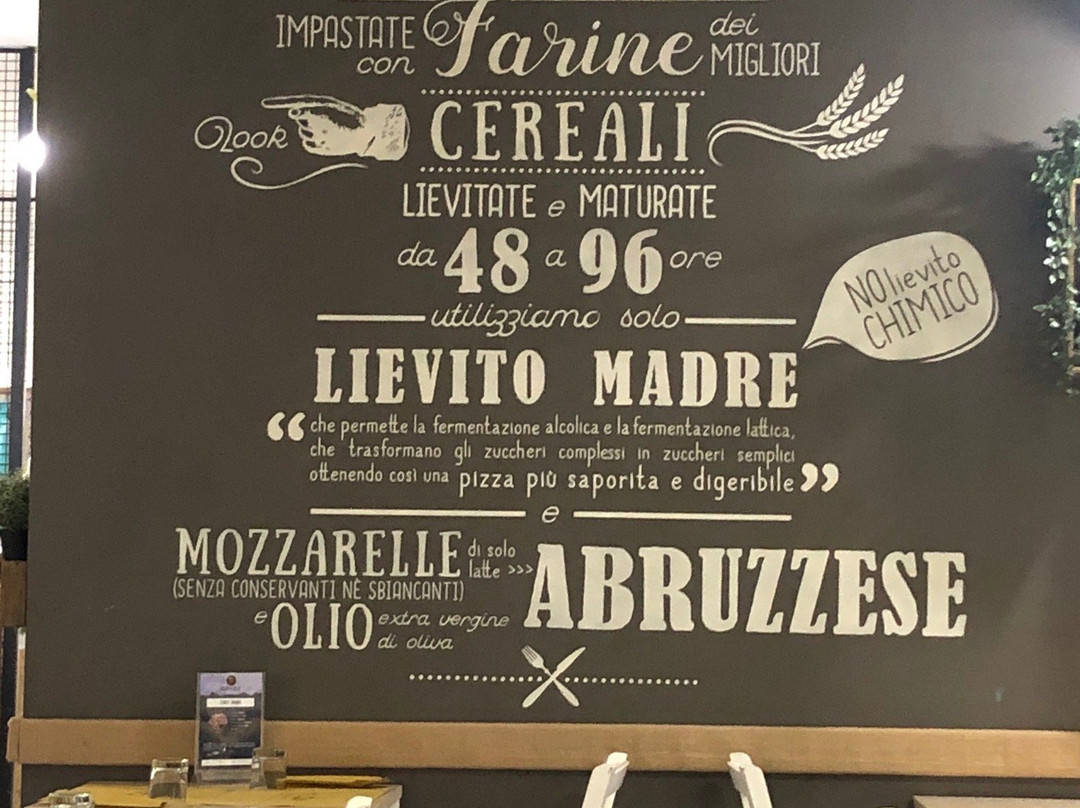 IMPASTATE con Farine dei MIGLIORI
Look CEREALI
LIEVITATE e MATURATE
da 48 a 96 ore
NO lievito
CHIMICO
utilizziamo solo
LIEVITO MADRE
“ che permette la fermentazione alcolica e la fermentazione lattica,
che trasformano gli zuccheri complessi in zuccheri semplici
ottenendo così una pizza più saporita e digeribile ”
e
MOZZARELLE di solo latte >>> ABRUZZESE
(SENZA CONSERVANTI NÈ SBIANCANTI)
e OLIO extra vergine di oliva